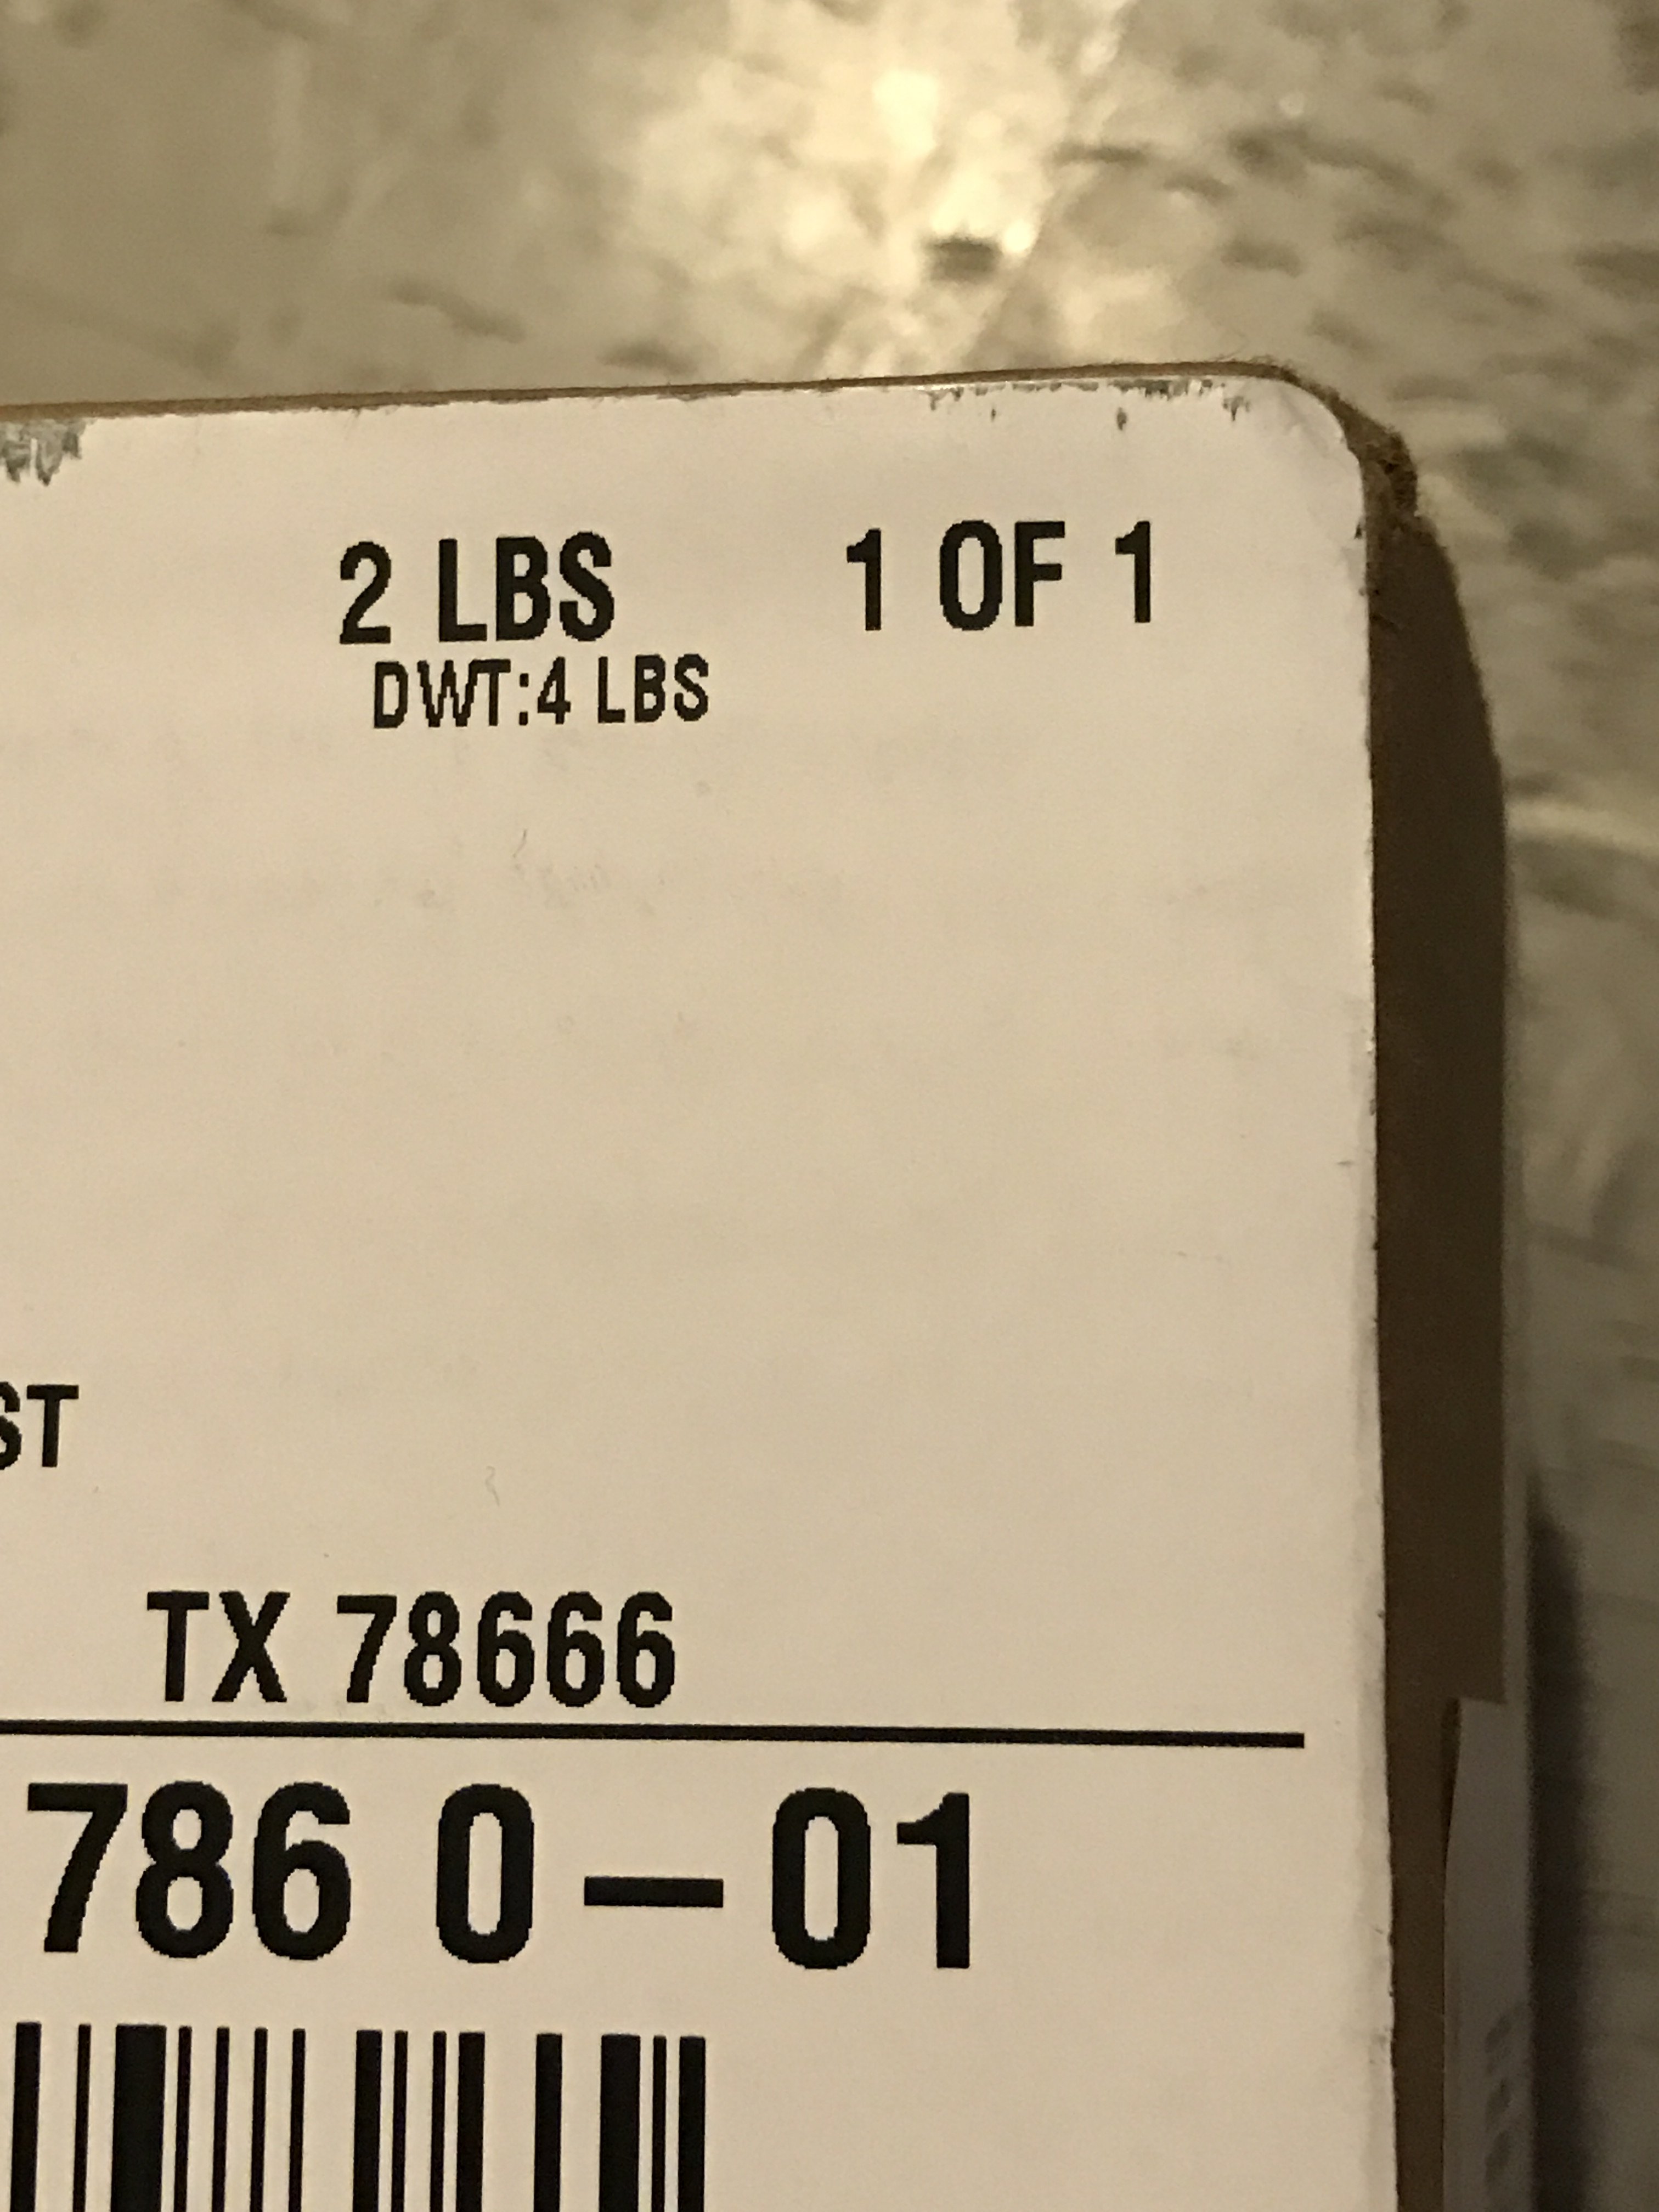 2 LBS 1 OF 1
DWT:4 LBS
ST
TX 78666
786 0-01